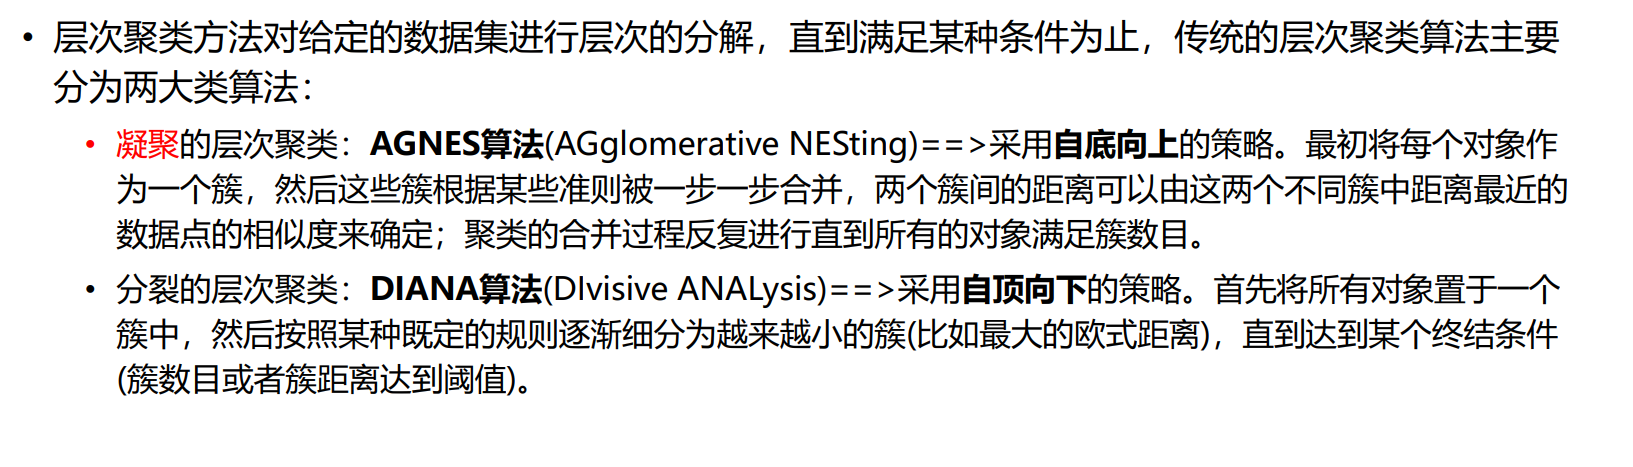 • 层次聚类方法对给定的数据集进行层次的分解，直到满足某种条件为止，传统的层次聚类算法主要
分为两大类算法：
• 凝聚的层次聚类：AGNES算法(AGglomerative NESting)==>采用自底向上的策略。最初将每个对象作
为一个簇，然后这些簇根据某些准则被一步一步合并，两个簇间的距离可以由这两个不同簇中距离最近的
数据点的相似度来确定；聚类的合并过程反复进行直到所有的对象满足簇数目。
• 分裂的层次聚类：DIANA算法(DIvisive ANALysis)==>采用自顶向下的策略。首先将所有对象置于一个
簇中，然后按照某种既定的规则逐渐细分为越来越小的簇(比如最大的欧式距离)，直到达到某个终结条件
(簇数目或者簇距离达到阈值)。